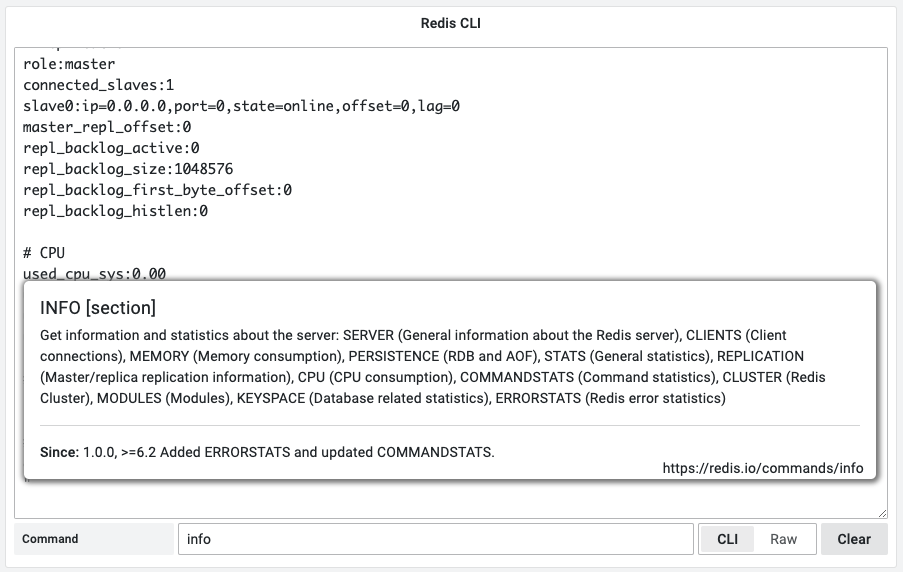 Redis CLI
role:master
connected_slaves:1
slave0:ip=0.0.0.0,port=0,state=online,offset=0,lag=0
master_repl_offset:0
repl_backlog_active:0
repl_backlog_size:1048576
repl_backlog_first_byte_offset:0
repl_backlog_histlen:0
# CPU
used_cpu_sys:0.00
INFO [section]
Get information and statistics about the server: SERVER (General information about the Redis server), CLIENTS (Client
connections), MEMORY (Memory consumption), PERSISTENCE (RDB and AOF), STATS (General statistics), REPLICATION
(Master/replica replication information), CPU (CPU consumption), COMMANDSTATS (Command statistics), CLUSTER (Redis
Cluster), MODULES (Modules), KEYSPACE (Database related statistics), ERRORSTATS (Redis error statistics)
Since: 1.0.0, >=6.2 Added ERRORSTATS and updated COMMANDSTATS.
https://redis.io/commands/info
Command
info
CLI
Raw
Clear